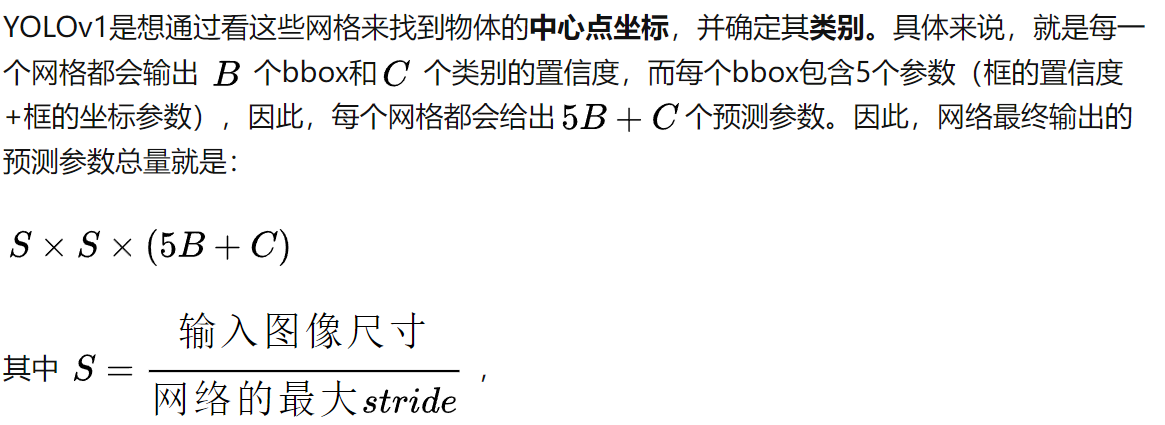 YOLOv1是想通过看这些网格来找到物体的中心点坐标，并确定其类别。具体来说，就是每一
个网格都会输出 B 个bbox和 C 个类别的置信度，而每个bbox包含5个参数（框的置信度
+框的坐标参数），因此，每个网格都会给出 5B + C 个预测参数。因此，网络最终输出的
预测参数总量就是：
S × S × (5B + C)
其中 S = 输入图像尺寸 / 网络的最大stride ，